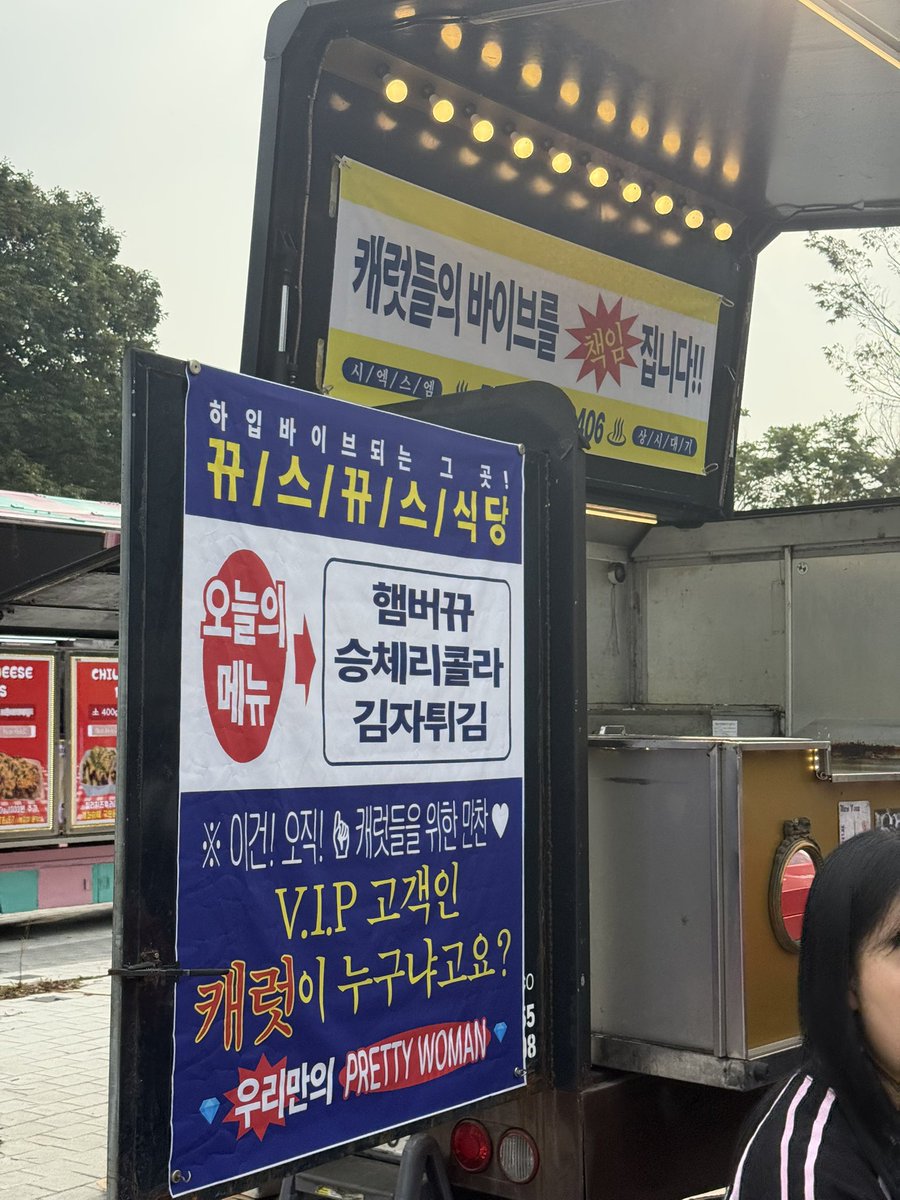 캐럿들의 바이브를 책임 집니다!!
시/엑/스/엠
406
상/시/대/기
하입바이브되는 그 곳!
뀨/스/뀨/스/식당
오늘의
메뉴
햄버뀨
승체리콜라
김자튀김
※ 이건! 오직! 캐럿들을 위한 만찬
V.I.P 고객인
캐럿이 누구냐고요?
우리만의 PRETTY WOMAN
CHIL